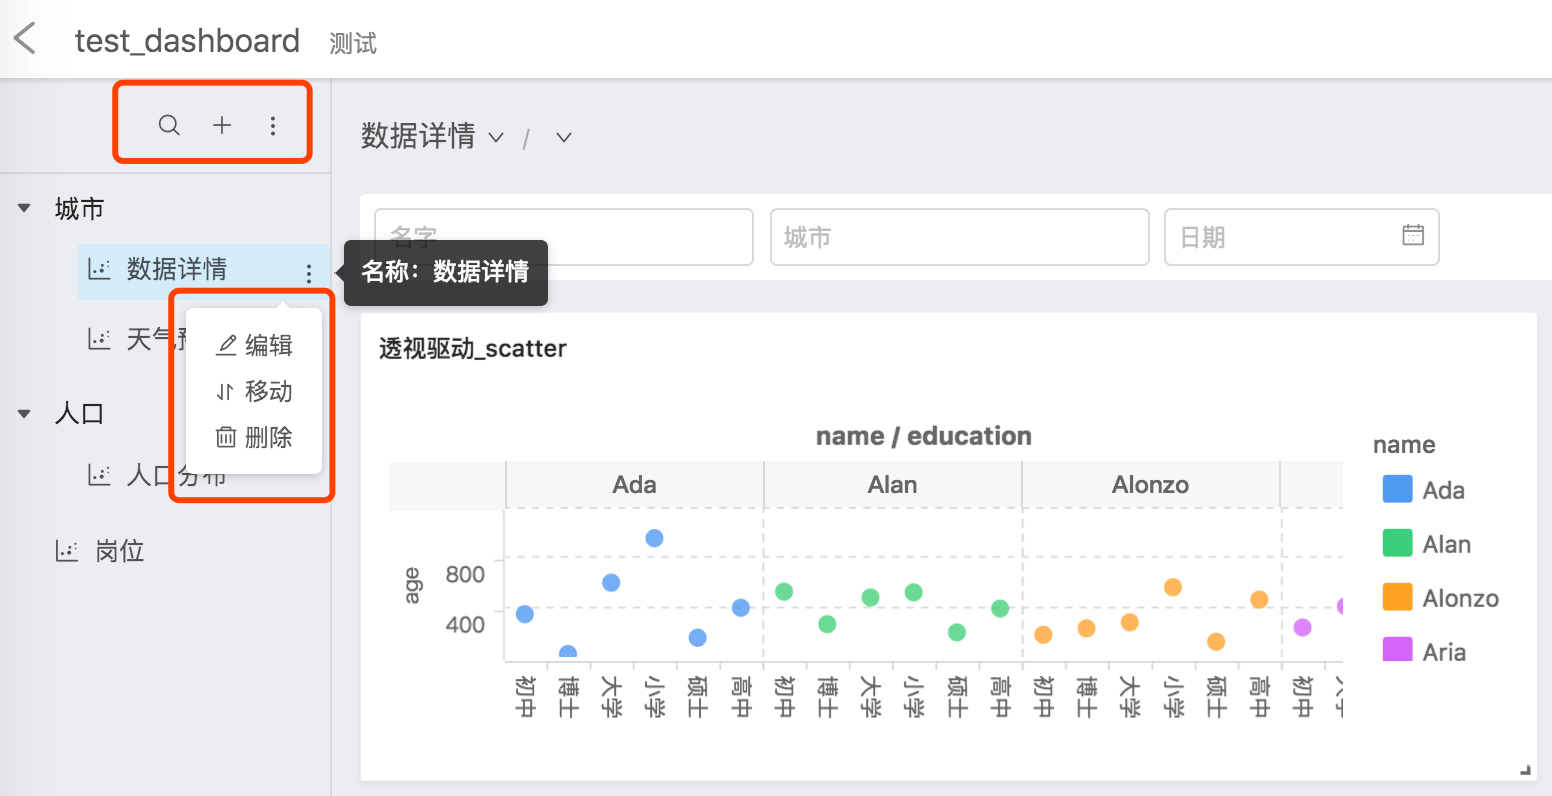 test_dashboard 测试
数据详情 /
城市
名字
城市
日期
数据详情
名称：数据详情
天气
编辑
移动
删除
人口
人口分布
岗位
透视驱动_scatter
name / education
Ada Alan Alonzo
age
800
400
初中 博士 大学 小学 硕士 高中 初中 博士 大学 小学 硕士 高中 初中 博士 大学 小学 硕士 高中 初中
name
Ada
Alan
Alonzo
Aria